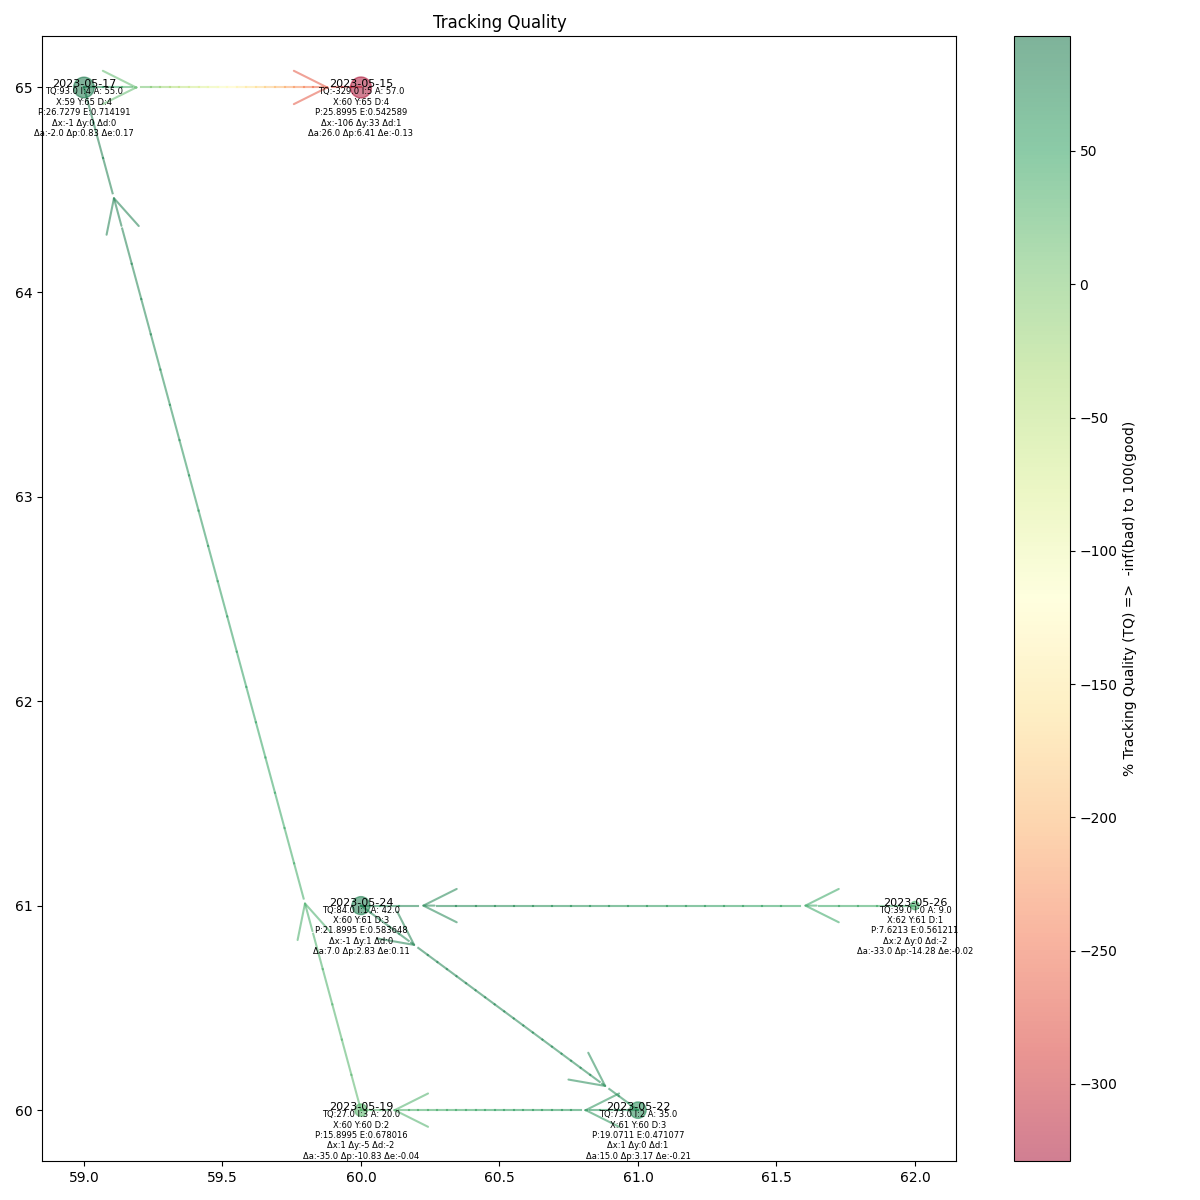 Tracking Quality
2023-05-17
TQ:93.0 I:4 A: 55.0
X:59 Y:65 D:4
P:26.7279 E:0.714191
Δx:-1 Δy:0 Δd:0
Δa:-2.0 Δp:0.83 Δe:0.17
2023-05-15
TQ:-329.0 I:5 A: 57.0
X:60 Y:65 D:4
P:25.8995 E:0.542589
Δx:-106 Δy:33 Δd:1
Δa:26.0 Δp:6.41 Δe:-0.13
2023-05-24
TQ:84.0 I:1 A: 42.0
X:60 Y:61 D:3
P:21.8995 E:0.583648
Δx:-1 Δy:1 Δd:0
Δa:7.0 Δp:2.83 Δe:0.11
2023-05-26
TQ:39.0 I:0 A: 9.0
X:62 Y:61 D:1
P:7.6213 E:0.561211
Δx:2 Δy:0 Δd:-2
Δa:-33.0 Δp:-14.28 Δe:-0.02
2023-05-19
TQ:27.0 I:3 A: 20.0
X:60 Y:60 D:2
P:15.8995 E:0.678016
Δx:1 Δy:-5 Δd:-2
Δa:-35.0 Δp:-10.83 Δe:-0.04
2023-05-22
TQ:73.0 I:2 A: 35.0
X:61 Y:60 D:3
P:19.0711 E:0.471077
Δx:1 Δy:0 Δd:1
Δa:15.0 Δp:3.17 Δe:-0.21
65
64
63
62
61
60
59.0
59.5
60.0
60.5
61.0
61.5
62.0
50
0
−50
−100
−150
−200
−250
−300
% Tracking Quality (TQ) => -inf(bad) to 100(good)